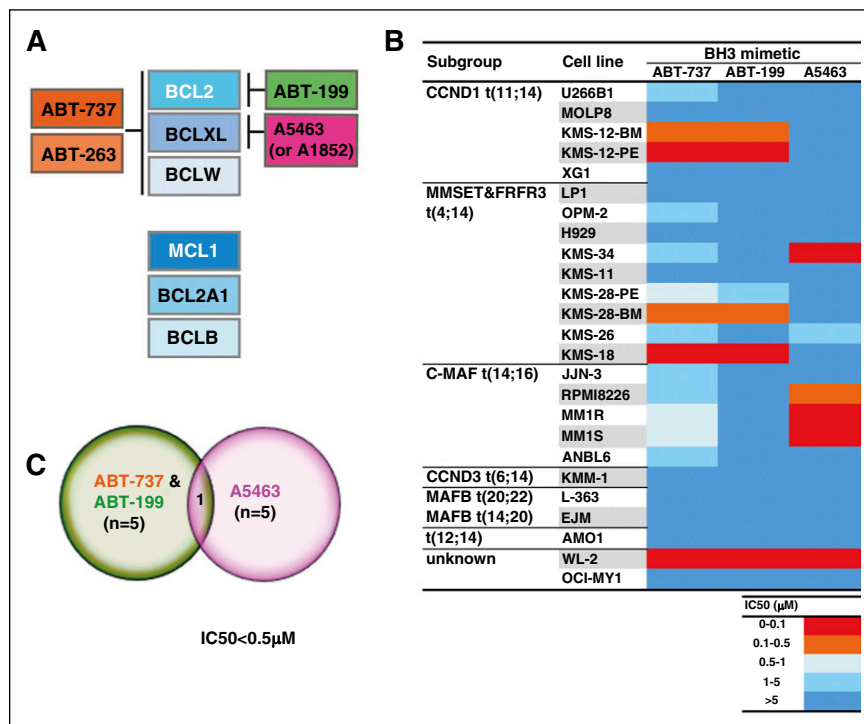 A
ABT-737
ABT-263
BCL2
BCLXL
BCLW
ABT-199
A5463
(or A1852)
MCL1
BCL2A1
BCLB
B
Subgroup Cell line BH3 mimetic
ABT-737 ABT-199 A5463
CCND1 t(11;14) U266B1
MOLP8
KMS-12-BM
KMS-12-PE
XG1
MMSET&FRFR3 LP1
t(4;14) OPM-2
H929
KMS-34
KMS-11
KMS-28-PE
KMS-28-BM
KMS-26
KMS-18
C-MAF t(14;16) JJN-3
RPMI8226
MM1R
MM1S
ANBL6
CCND3 t(6;14) KMM-1
MAFB t(20;22) L-363
MAFB t(14;20) EJM
t(12;14) AMO1
unknown WL-2
OCI-MY1
IC50 (μM)
0-0.1
0.1-0.5
0.5-1
1-5
>5
C
ABT-737 &
ABT-199
(n=5)
1
A5463
(n=5)
IC50<0.5μM